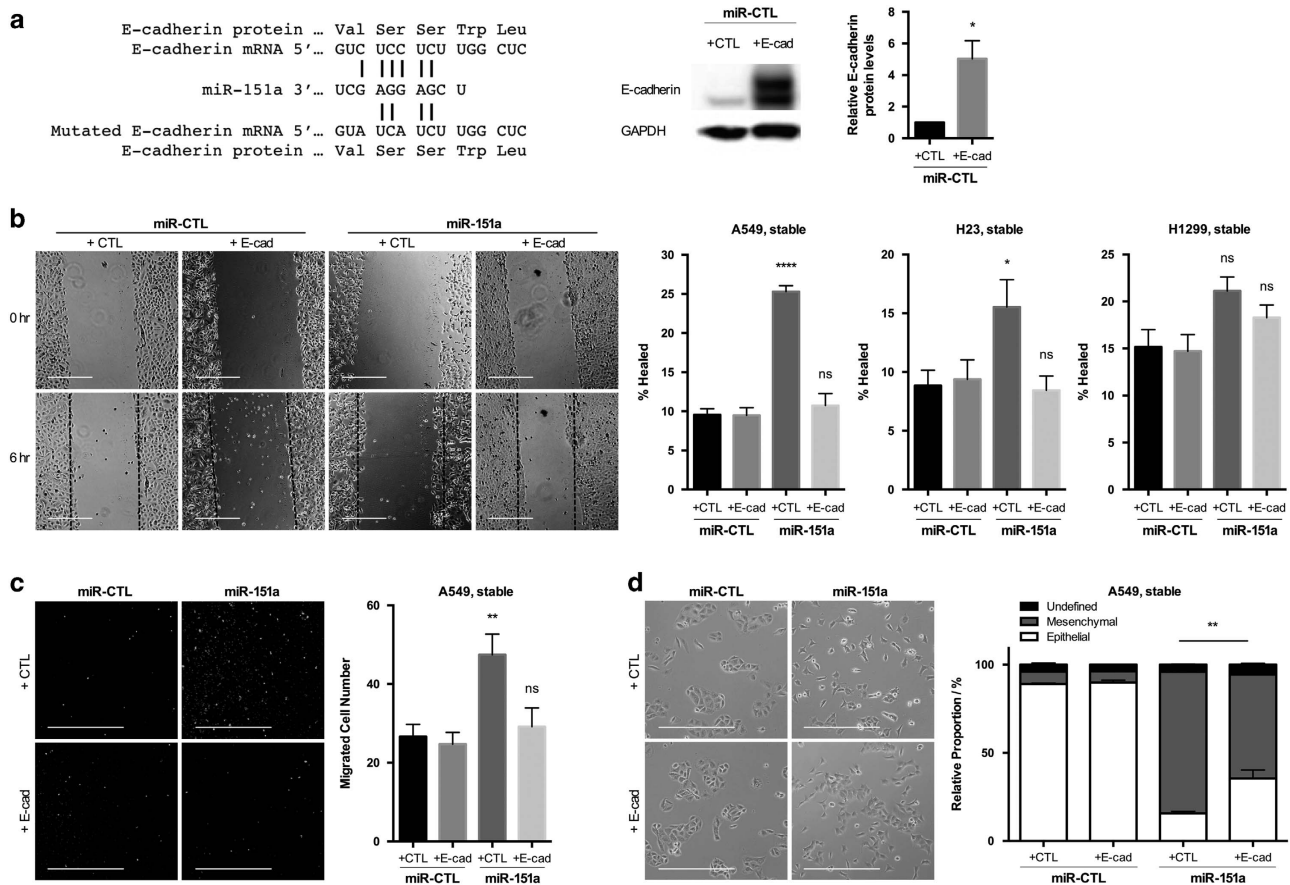 a
E-cadherin protein … Val Ser Ser Trp Leu
E-cadherin mRNA 5’… GUC UCC UCU UGG CUC
miR-151a 3’… UCG AGG AGC U
Mutated E-cadherin mRNA 5’… GUA UCA UCU UGG CUC
E-cadherin protein … Val Ser Ser Trp Leu
miR-CTL
+CTL +E-cad
E-cadherin
GAPDH
Relative E-cadherin
protein levels
8
6
4
2
0
*
+CTL +E-cad
miR-CTL
b
miR-CTL miR-151a
+ CTL + E-cad + CTL + E-cad
0 hr
6 hr
A549, stable
% Healed
30
25
20
15
10
5
0
****
ns
+CTL +E-cad +CTL +E-cad
miR-CTL miR-151a
H23, stable
% Healed
20
15
10
5
0
*
ns
+CTL +E-cad +CTL +E-cad
miR-CTL miR-151a
H1299, stable
% Healed
25
20
15
10
5
0
ns
ns
+CTL +E-cad +CTL +E-cad
miR-CTL miR-151a
c
miR-CTL miR-151a
+ CTL
+ E-cad
A549, stable
Migrated Cell Number
60
40
20
0
**
ns
+CTL +E-cad +CTL +E-cad
miR-CTL miR-151a
d
miR-CTL miR-151a
+ CTL
+ E-cad
A549, stable
Undefined
Mesenchymal
Epithelial
**
Relative Proportion / %
100
50
0
+CTL +E-cad +CTL +E-cad
miR-CTL miR-151a